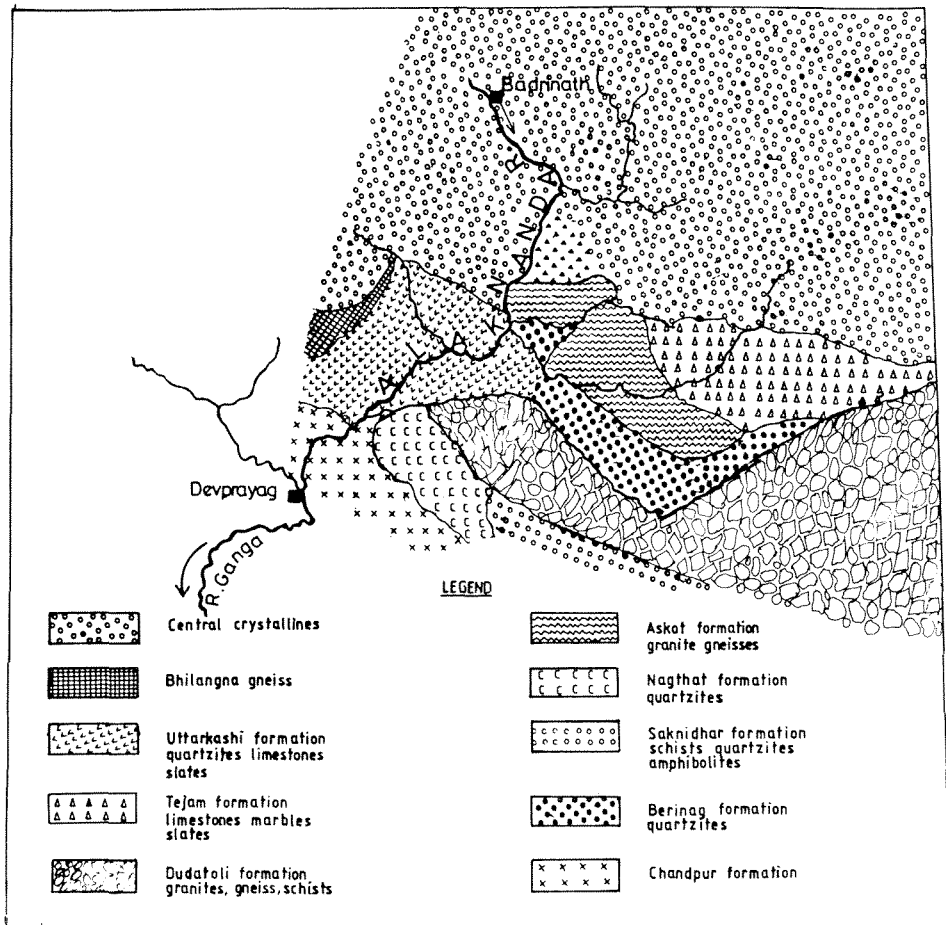 Badrinath
ALAKNANDA R
Devprayag
R. Ganga
LEGEND
Central crystallines
Bhilangna gneiss
Uttarkashi formation
quartzites limestones
slates
Tejam formation
limestones marbles
slates
Dudatoli formation
granites, gneiss, schists
Askot formation
granite gneisses
Nagthat formation
quartzites
Saknidhar formation
schists quartzites
amphibolites
Berinag formation
quartzites
Chandpur formation